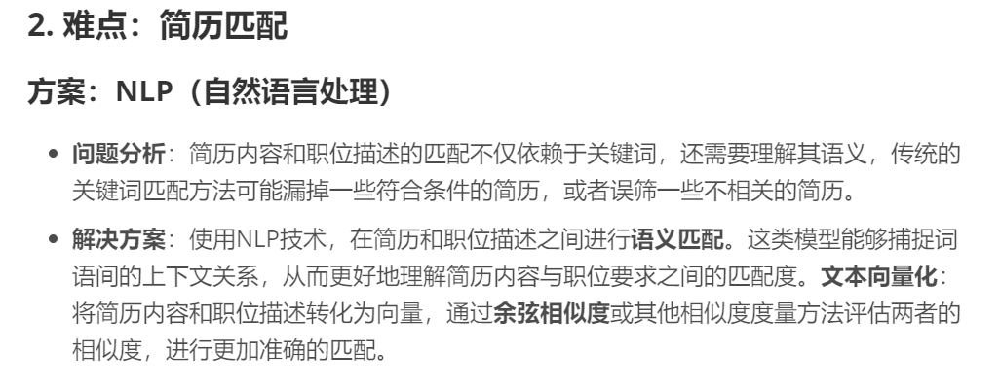 2. 难点：简历匹配
方案：NLP（自然语言处理）
• 问题分析：简历内容和职位描述的匹配不仅依赖于关键词，还需要理解其语义，传统的
关键词匹配方法可能漏掉一些符合条件的简历，或者误筛一些不相关的简历。
• 解决方案：使用NLP技术，在简历和职位描述之间进行语义匹配。这类模型能够捕捉词
语间的上下文关系，从而更好地理解简历内容与职位要求之间的匹配度。文本向量化：
将简历内容和职位描述转化为向量，通过余弦相似度或其他相似度度量方法评估两者的
相似度，进行更加准确的匹配。